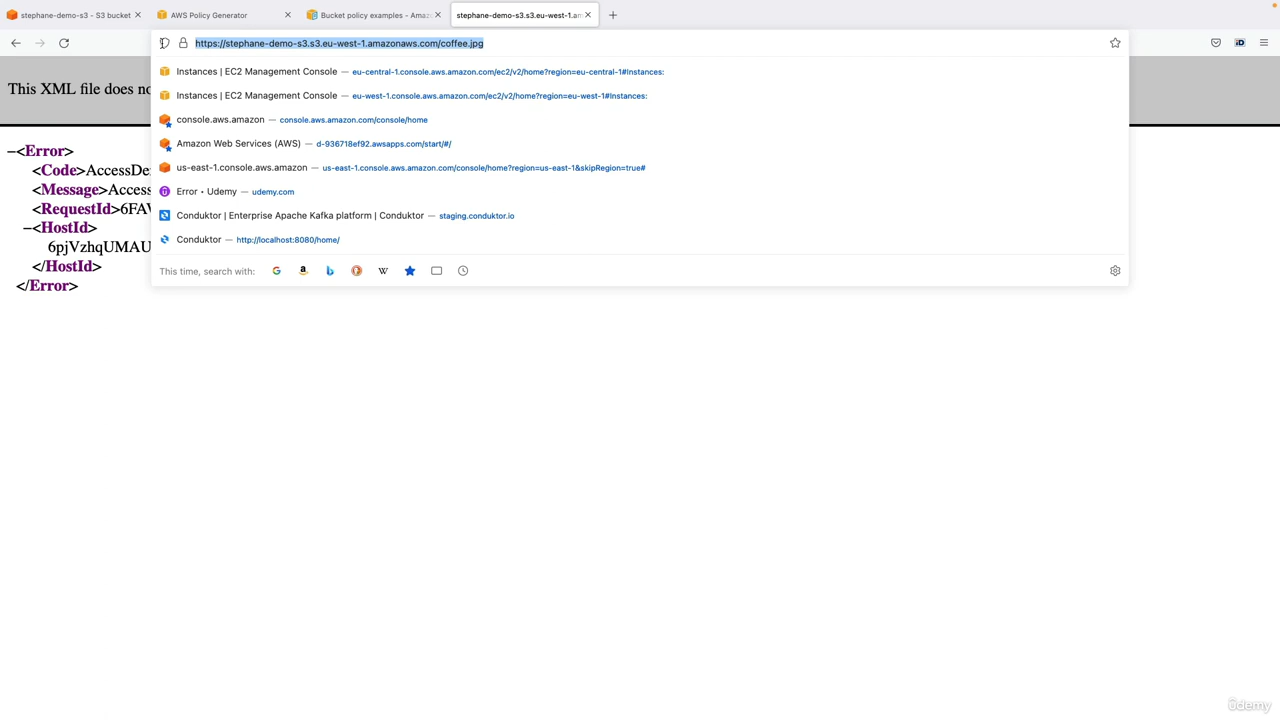 stephane-demo-s3 - S3 bucket
AWS Policy Generator
Bucket policy examples - Amaz
stephane-demo-s3.s3.eu-west-1.am
https://stephane-demo-s3.s3.eu-west-1.amazonaws.com/coffee.jpg
This XML file does no
Instances | EC2 Management Console — eu-central-1.console.aws.amazon.com/ec2/v2/home?region=eu-central-1#Instances:
Instances | EC2 Management Console — eu-west-1.console.aws.amazon.com/ec2/v2/home?region=eu-west-1#Instances:
console.aws.amazon — console.aws.amazon.com/console/home
Amazon Web Services (AWS) — d-936718ef92.awsapps.com/start/#/
us-east-1.console.aws.amazon — us-east-1.console.aws.amazon.com/console/home?region=us-east-1&skipRegion=true#
Error • Udemy — udemy.com
Conduktor | Enterprise Apache Kafka platform | Conduktor — staging.conduktor.io
Conduktor — http://localhost:8080/home/
This time, search with:
–<Error>
<Code>AccessDe
<Message>Access
<RequestId>6FAV
–<HostId>
6pjVzhqUMAU
</HostId>
</Error>
ûdemy